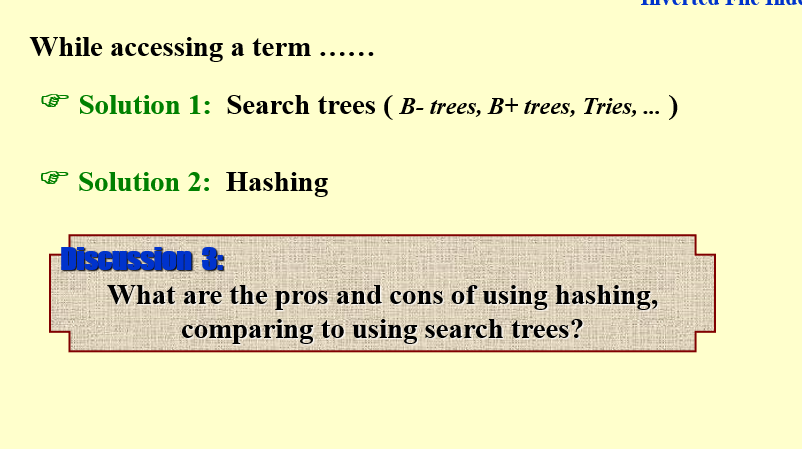 Inverted File Inde
While accessing a term ……
☞ Solution 1: Search trees ( B- trees, B+ trees, Tries, ... )
☞ Solution 2: Hashing
Discussion 3:
What are the pros and cons of using hashing,
comparing to using search trees?